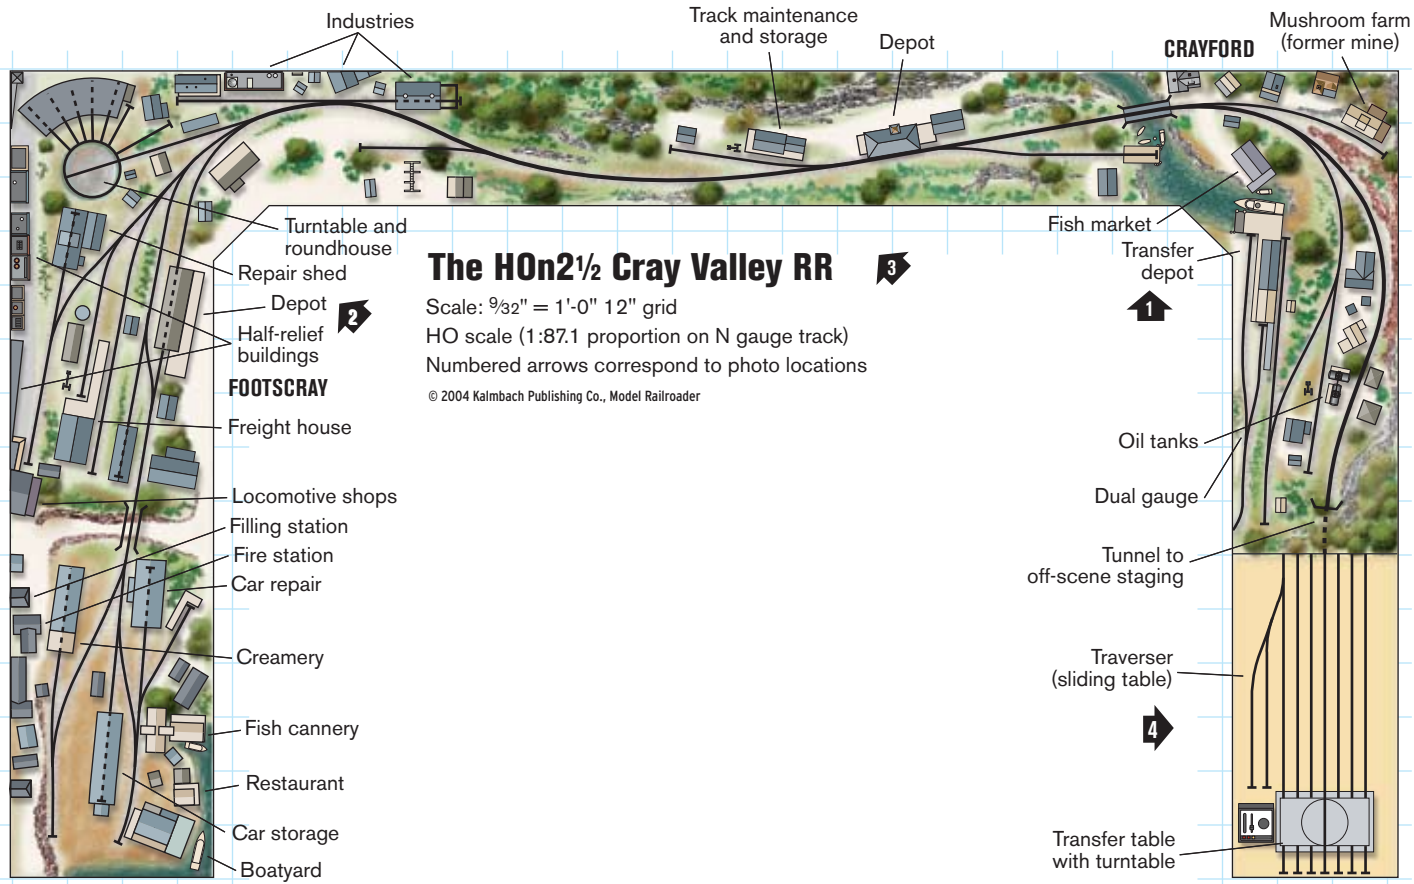 Industries
Track maintenance
and storage
Depot
CRAYFORD
Mushroom farm
(former mine)
Turntable and
roundhouse
Repair shed
Depot
2
Half-relief
buildings
FOOTSCRAY
Freight house
Locomotive shops
Filling station
Fire station
Car repair
Creamery
Fish cannery
Restaurant
Car storage
Boatyard
The HOn2½ Cray Valley RR
3
Scale: 9/32" = 1'-0" 12" grid
HO scale (1:87.1 proportion on N gauge track)
Numbered arrows correspond to photo locations
© 2004 Kalmbach Publishing Co., Model Railroader
Fish market
Transfer
depot
1
Oil tanks
Dual gauge
Tunnel to
off-scene staging
Traverser
(sliding table)
4
Transfer table
with turntable